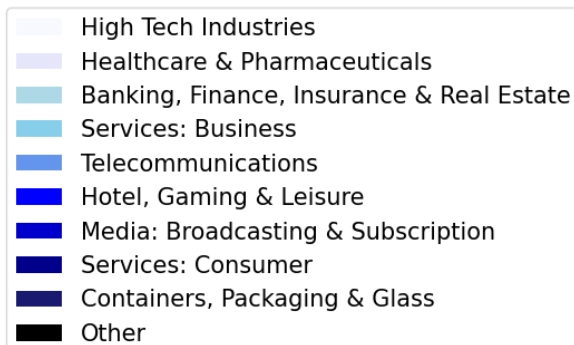 High Tech Industries
Healthcare & Pharmaceuticals
Banking, Finance, Insurance & Real Estate
Services: Business
Telecommunications
Hotel, Gaming & Leisure
Media: Broadcasting & Subscription
Services: Consumer
Containers, Packaging & Glass
Other